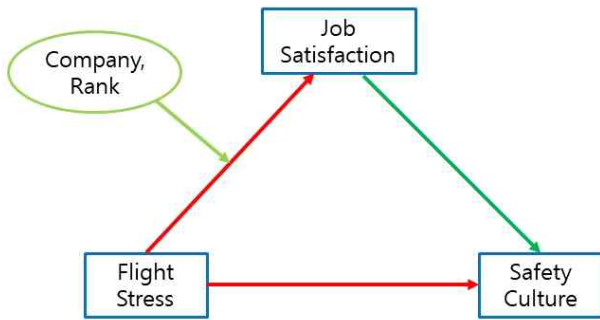 Job
Satisfaction
Company,
Rank
Flight
Stress
Safety
Culture